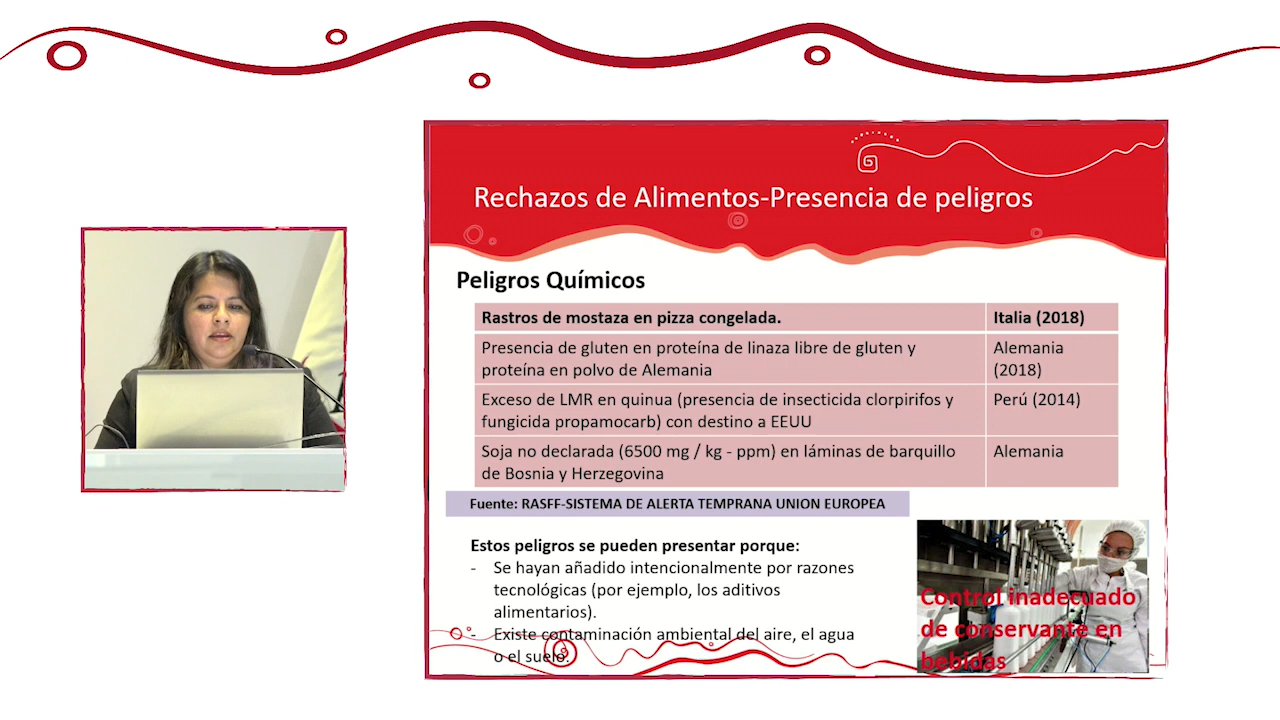 Rechazos de Alimentos-Presencia de peligros
Peligros Químicos
Rastros de mostaza en pizza congelada.
Italia (2018)
Presencia de gluten en proteína de linaza libre de gluten y
proteína en polvo de Alemania
Alemania
(2018)
Exceso de LMR en quinua (presencia de insecticida clorpirifos y
fungicida propamocarb) con destino a EEUU
Perú (2014)
Soja no declarada (6500 mg / kg - ppm) en láminas de barquillo
de Bosnia y Herzegovina
Alemania
Fuente: RASFF-SISTEMA DE ALERTA TEMPRANA UNION EUROPEA
Estos peligros se pueden presentar porque:
- Se hayan añadido intencionalmente por razones
tecnológicas (por ejemplo, los aditivos
alimentarios).
- Existe contaminación ambiental del aire, el agua
o el suelo.
Control inadecuado
de conservante en
bebidas